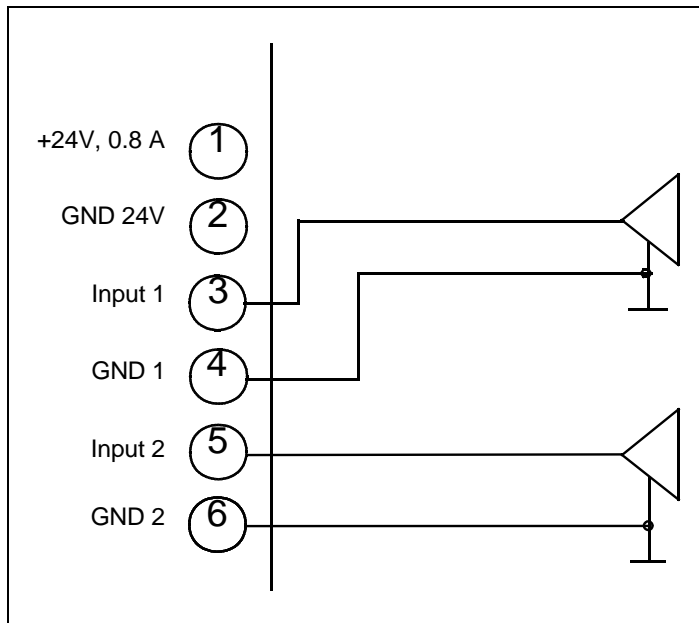 +24V, 0.8 A 1
GND 24V 2
Input 1 3
GND 1 4
Input 2 5
GND 2 6